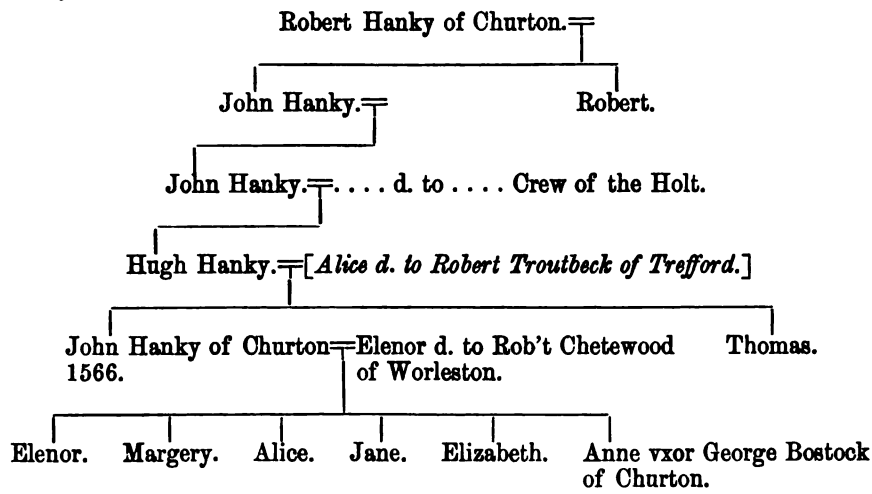 Robert Hanky of Churton.=
John Hanky.= Robert.
John Hanky.=. . . . d. to . . . . Crew of the Holt.
Hugh Hanky.=[Alice d. to Robert Troutbeck of Trefford.]
John Hanky of Churton=Elenor d. to Rob't Chetewood Thomas.
1566. of Worleston.
Elenor. Margery. Alice. Jane. Elizabeth. Anne vxor George Bostock
of Churton.